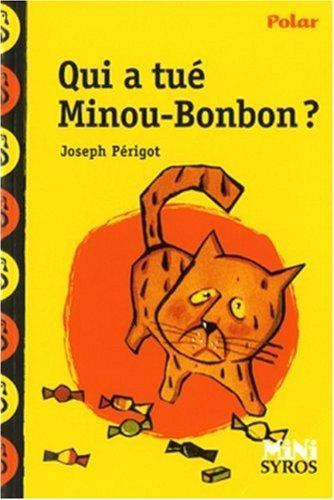 Polar
Qui a tué
Minou-Bonbon ?
Joseph Périgot
MiNi
SYROS